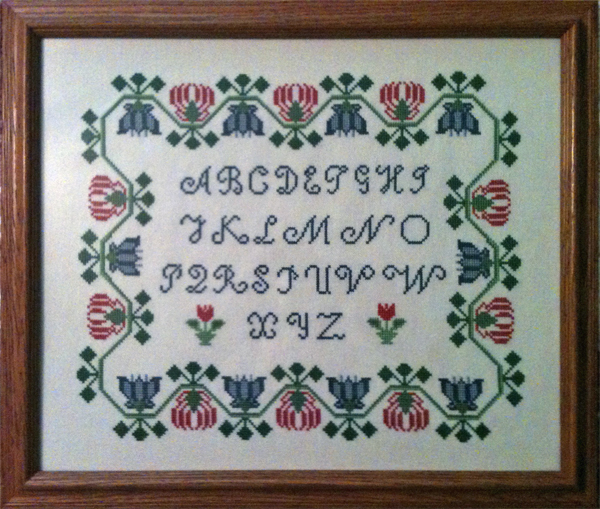 ABCDEFGHI
JKLMNO
PQRSTUVW
XYZ